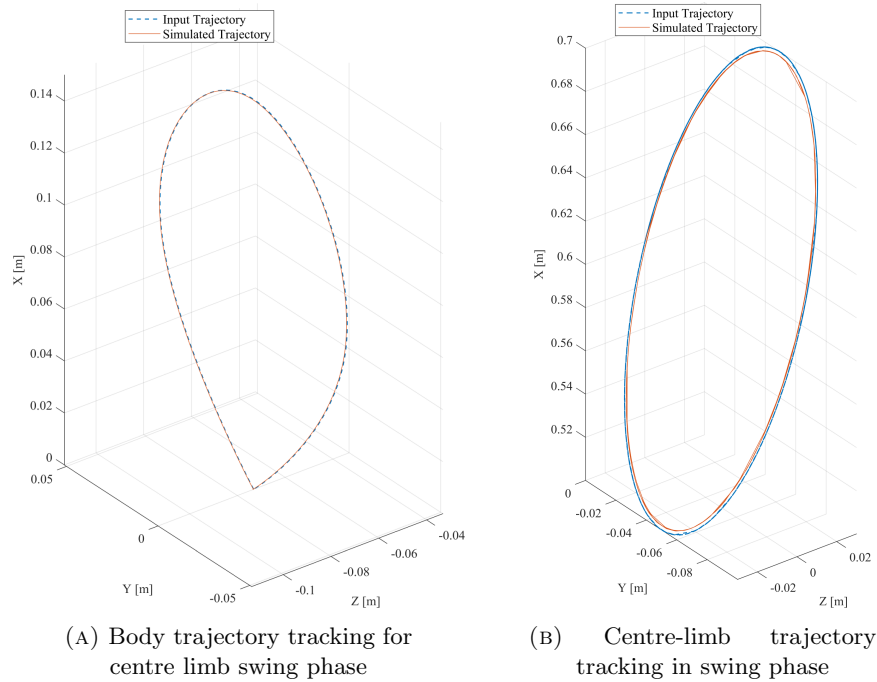 Input Trajectory
Simulated Trajectory
0.14
0.12
0.1
0.08
0.06
0.04
0.02
0
X [m]
0.05
0
-0.05
Y [m]
-0.1
-0.08
-0.06
-0.04
Z [m]
Input Trajectory
Simulated Trajectory
0.7
0.68
0.66
0.64
0.62
0.6
0.58
0.56
0.54
0.52
X [m]
0
-0.02
-0.04
-0.06
-0.08
Y [m]
-0.02
0
0.02
Z [m]
(A) Body trajectory tracking for
centre limb swing phase
(B) Centre-limb trajectory
tracking in swing phase